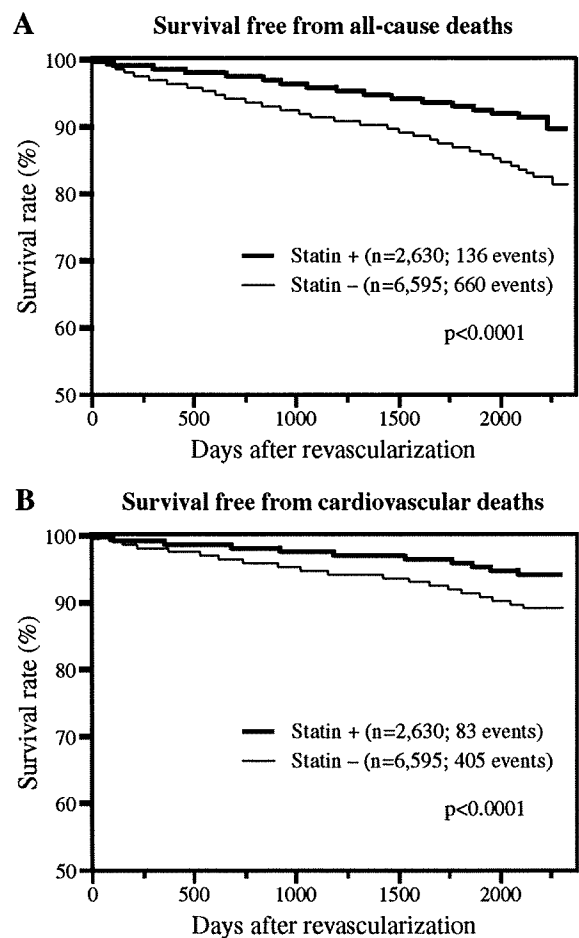 A Survival free from all-cause deaths
Survival rate (%)
100
90
80
70
60
50
Statin + (n=2,630; 136 events)
Statin – (n=6,595; 660 events)
p<0.0001
0 500 1000 1500 2000
Days after revascularization
B Survival free from cardiovascular deaths
Survival rate (%)
100
90
80
70
60
50
Statin + (n=2,630; 83 events)
Statin – (n=6,595; 405 events)
p<0.0001
0 500 1000 1500 2000
Days after revascularization